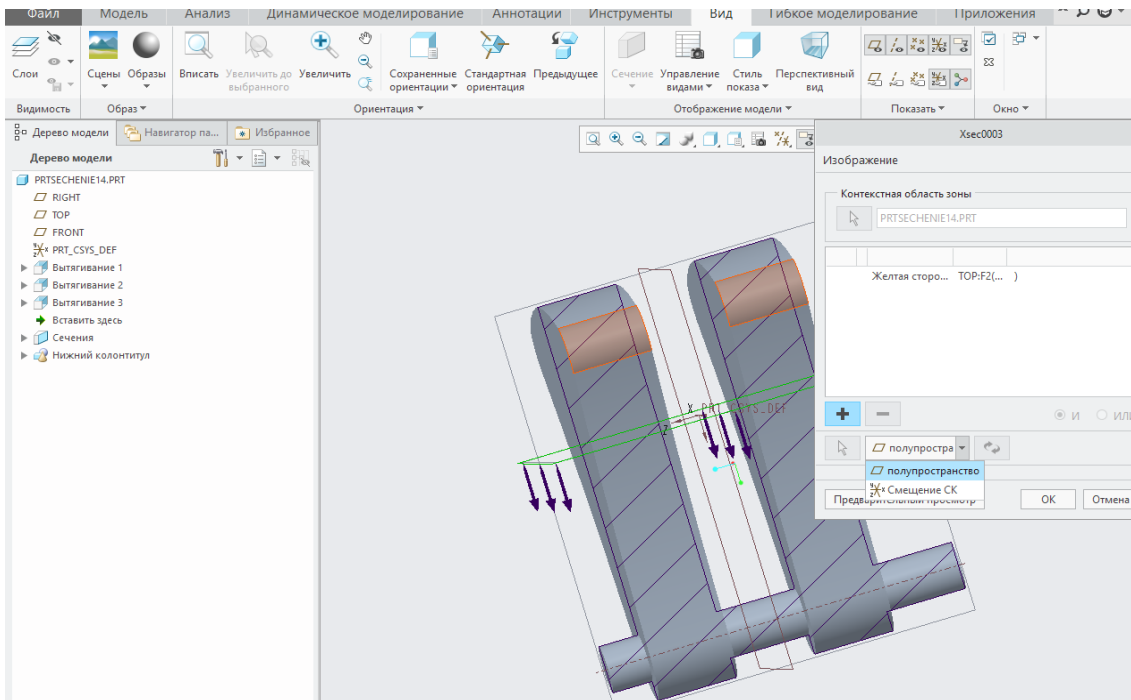 Файл Модель Анализ Динамическое моделирование Аннотации Инструменты Вид Гибкое моделирование Приложения
Слои Сцены Образы Вписать Увеличить до выбранного Увеличить Сохраненные ориентации Стандартная ориентация Предыдущее Сечение Управление видами Стиль показа Перспективный вид
Видимость Образ Ориентация Отображение модели Показать Окно
Дерево модели Навигатор па... Избранное
Дерево модели
PRTSECHENIE14.PRT
RIGHT
TOP
FRONT
PRT_CSYS_DEF
Вытягивание 1
Вытягивание 2
Вытягивание 3
Вставить здесь
Сечения
Нижний колонтитул
X PRT_CSYS_DEF
Z
Xsec0003
Изображение
Контекстная область зоны
PRTSECHENIE14.PRT
Желтая сторо... TOP:F2(... )
И ИЛИ
полупростра
полупространство
Смещение СК
Предварительный просмотр ОК Отмена